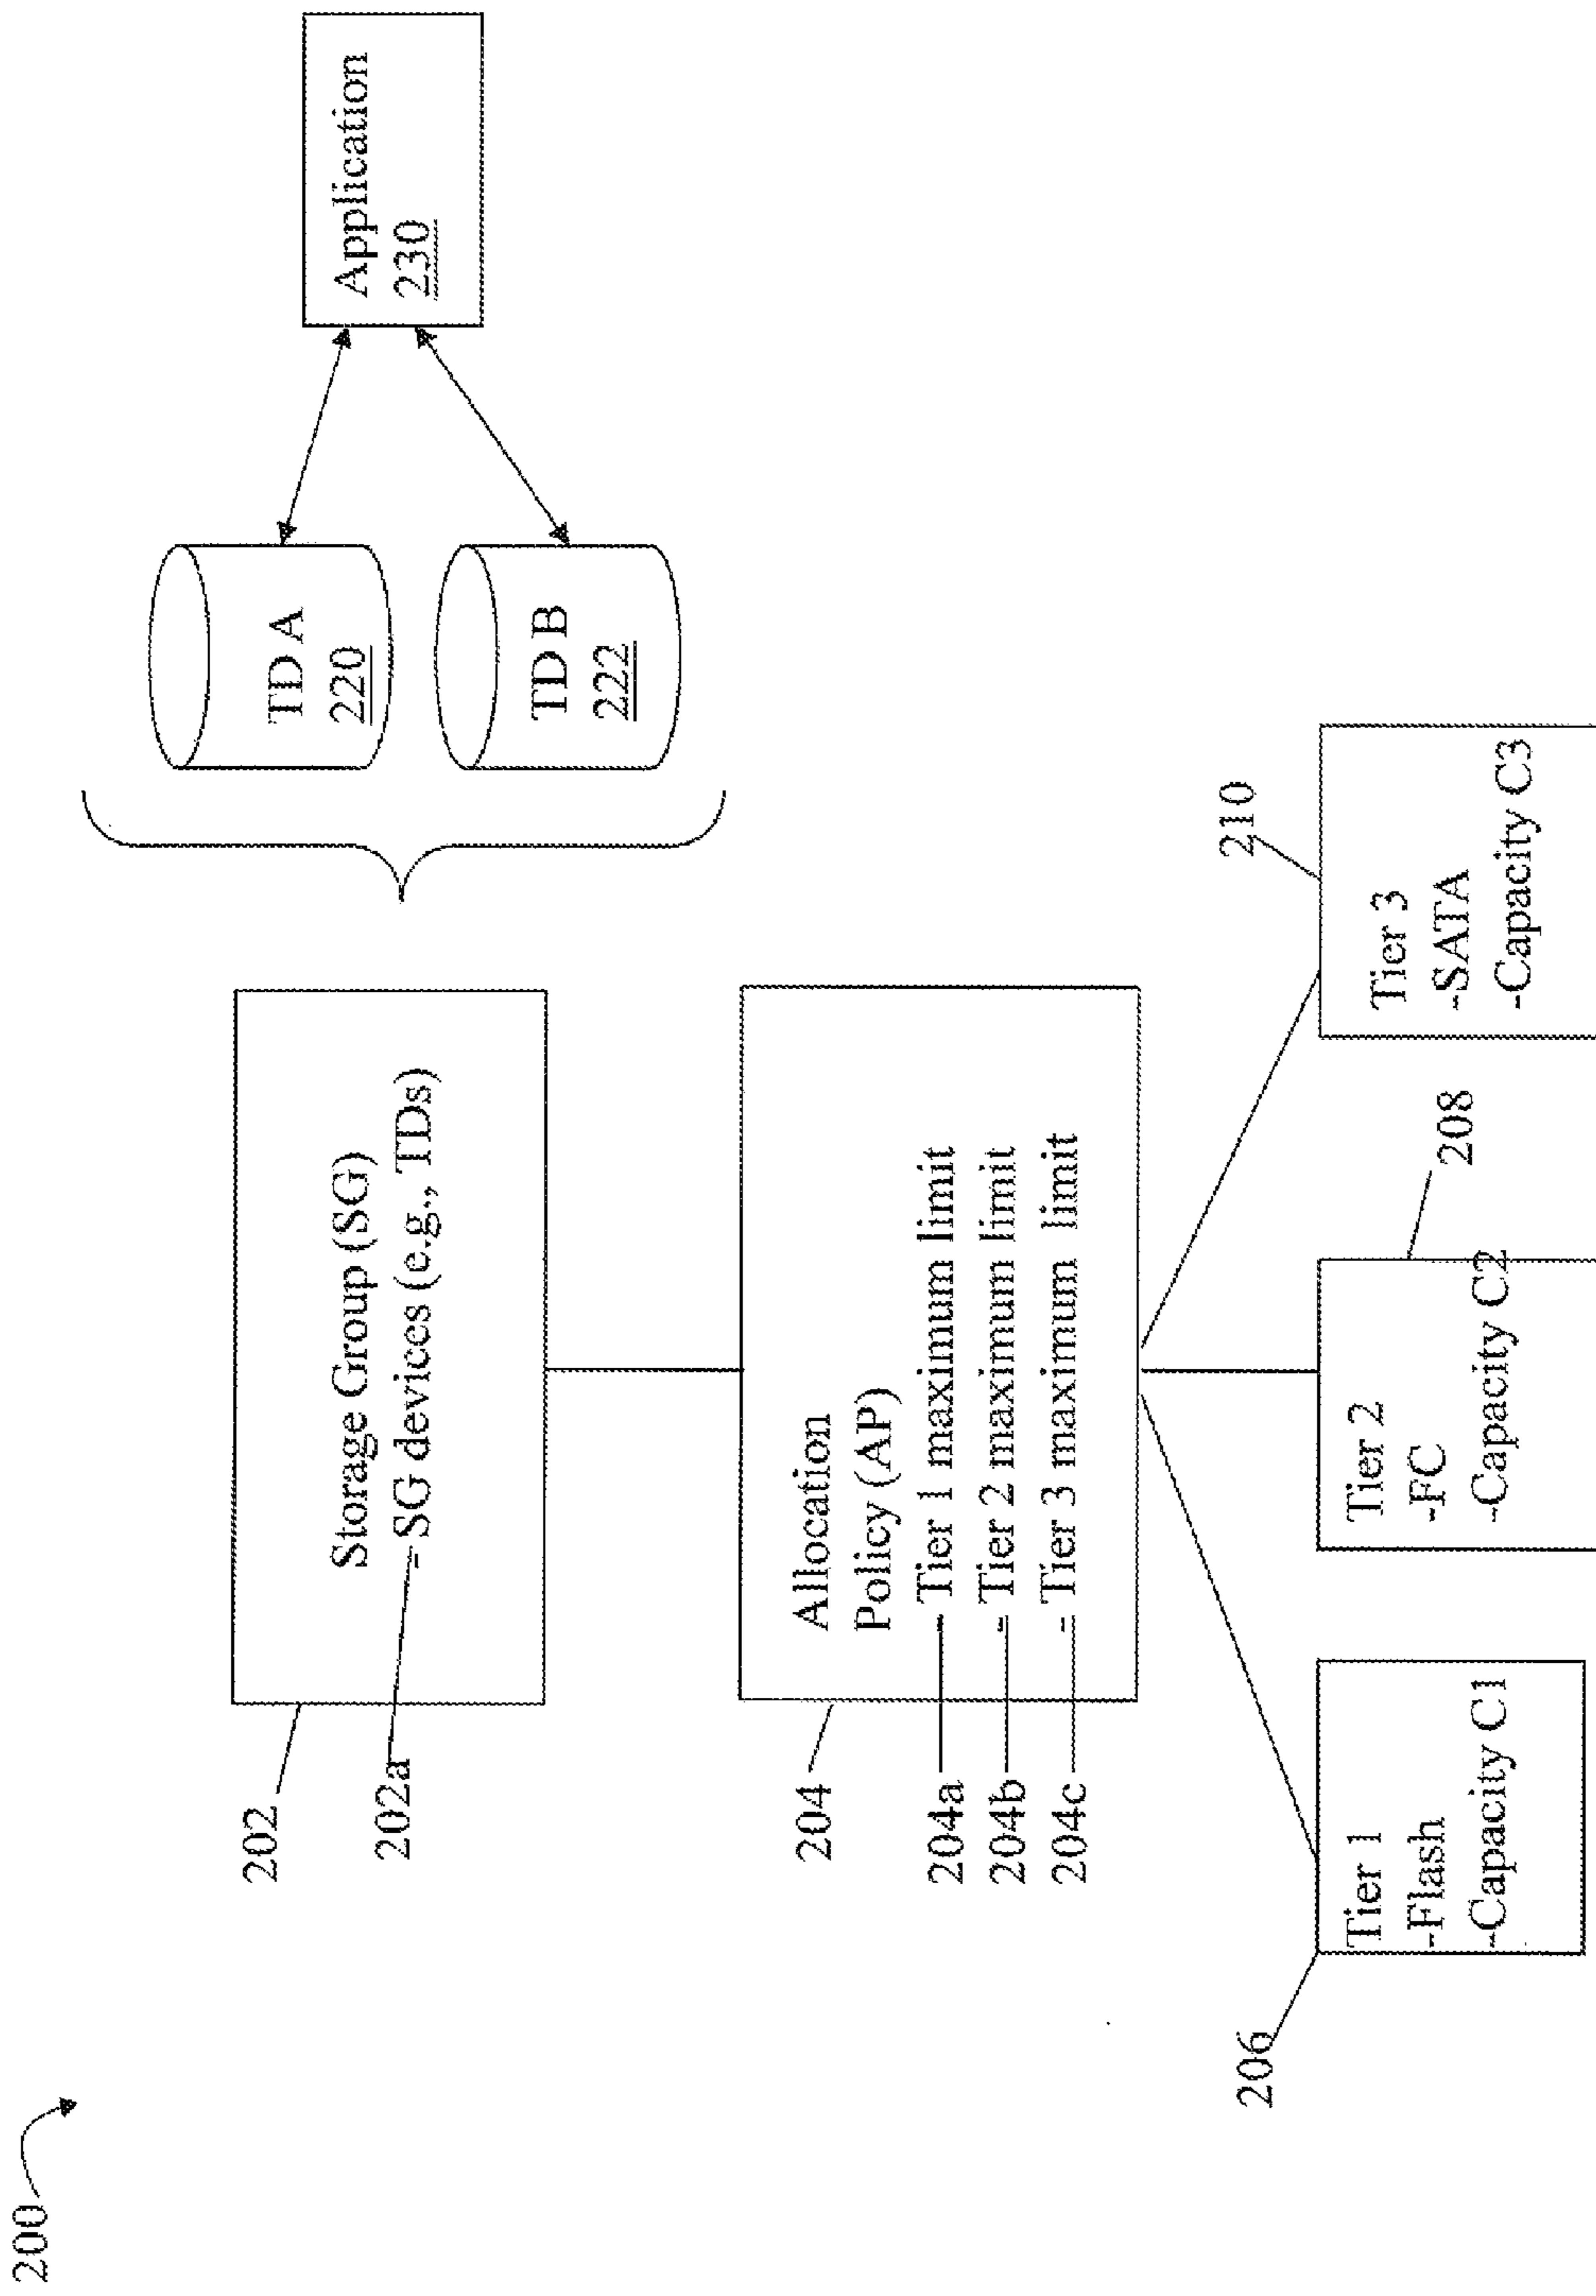 200
202
Storage Group (SG)
202a
- SG devices (e.g., TDs)
TD A
220
TD B
222
Application
230
204
Allocation
Policy (AP)
204a
- Tier 1 maximum limit
204b
- Tier 2 maximum limit
204c
- Tier 3 maximum limit
206
Tier 1
-Flash
-Capacity C1
208
Tier 2
-FC
-Capacity C2
210
Tier 3
-SATA
-Capacity C3